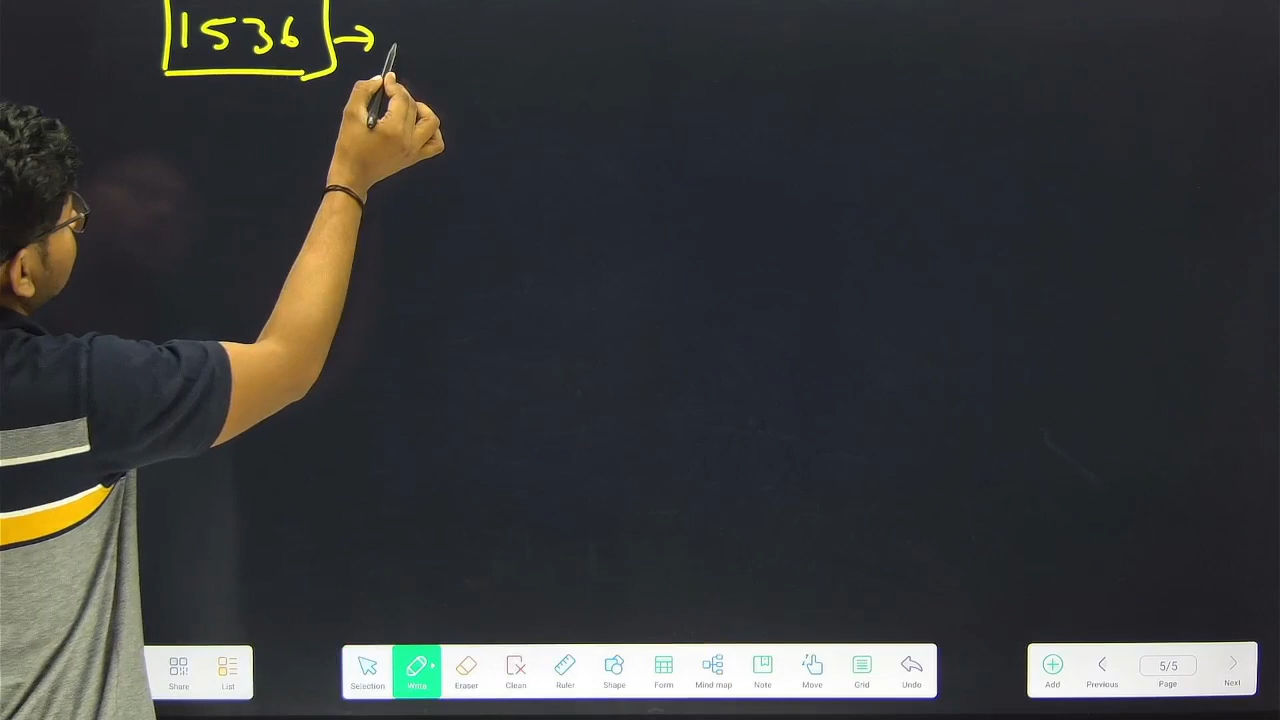 1536 →
Share
List
Selection
Write
Eraser
Clean
Ruler
Shape
Form
Mind map
Note
Move
Grid
Undo
Add
Previous
5/5
Page
Next